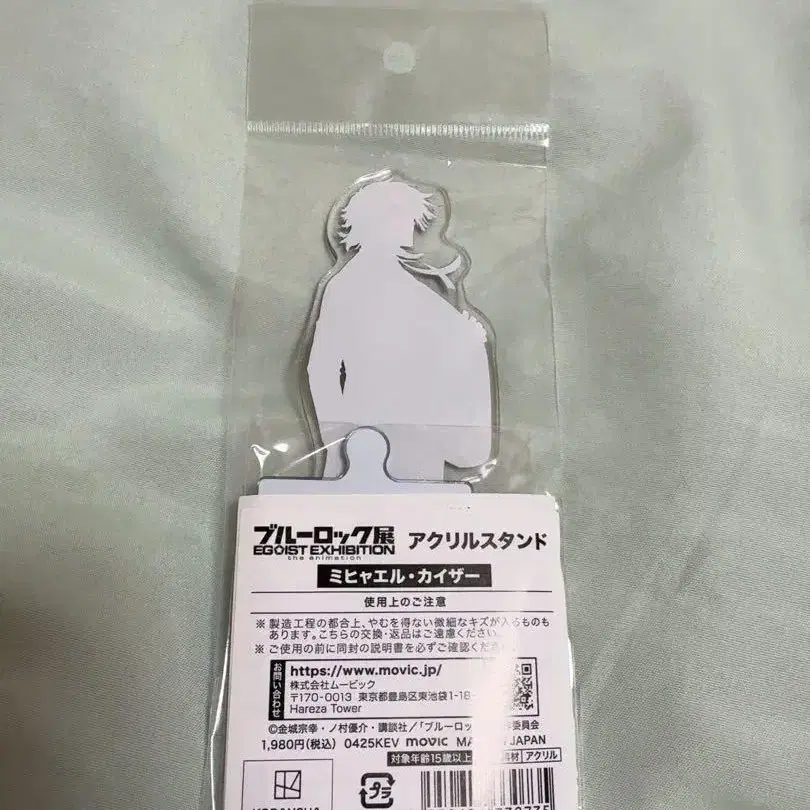 ブルーロック展
EGOIST EXHIBITION
the animation
アクリルスタンド
ミヒャエル・カイザー
使用上のご注意
※製造工程の都合上、やむを得ない微細なキズが入るものも
あります。こちらの交換・返品はご遠慮ください。
※ご使用の前に同封の説明書を必ずご確認くださ
お問い合わせ
https://www.movic.jp/
株式会社ムービック
〒170-0013 東京都豊島区東池袋1-18-
Hareza Tower
©金城宗幸・ノ村優介・講談社/「ブルーロッ 委員会
1,980円(税込) 0425KEV movic MA JAPAN
対象年齢15歳以上 材 アクリル
プラ